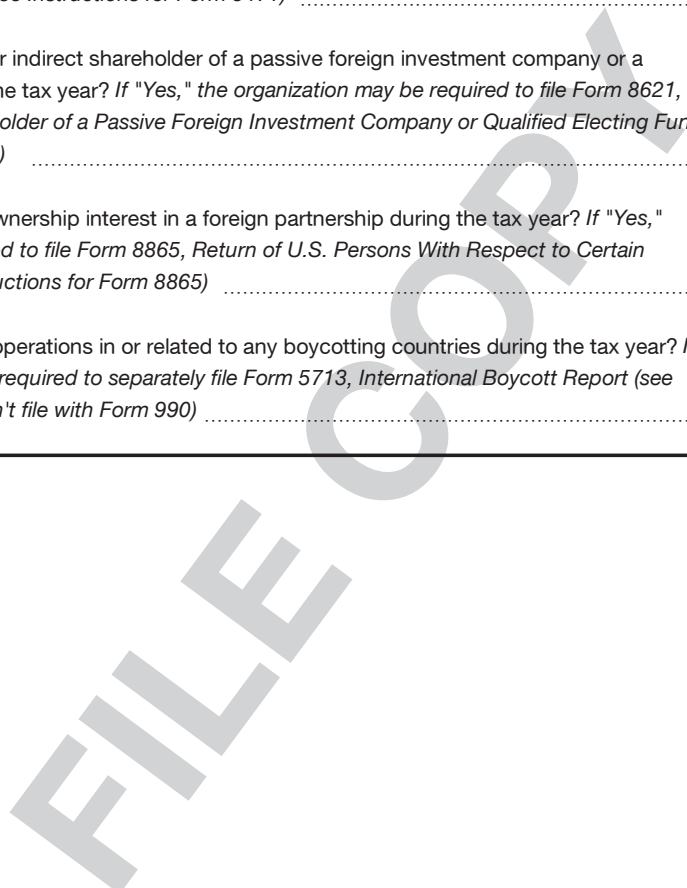 r indirect shareholder of a passive foreign investment company or a
he tax year? If "Yes," the organization may be required to file Form 8621,
older of a Passive Foreign Investment Company or Qualified Electing Fun
)
wnership interest in a foreign partnership during the tax year? If "Yes,"
d to file Form 8865, Return of U.S. Persons With Respect to Certain
uctions for Form 8865)
operations in or related to any boycotting countries during the tax year?
required to separately file Form 5713, International Boycott Report (see
n't file with Form 990)
FILE COPY